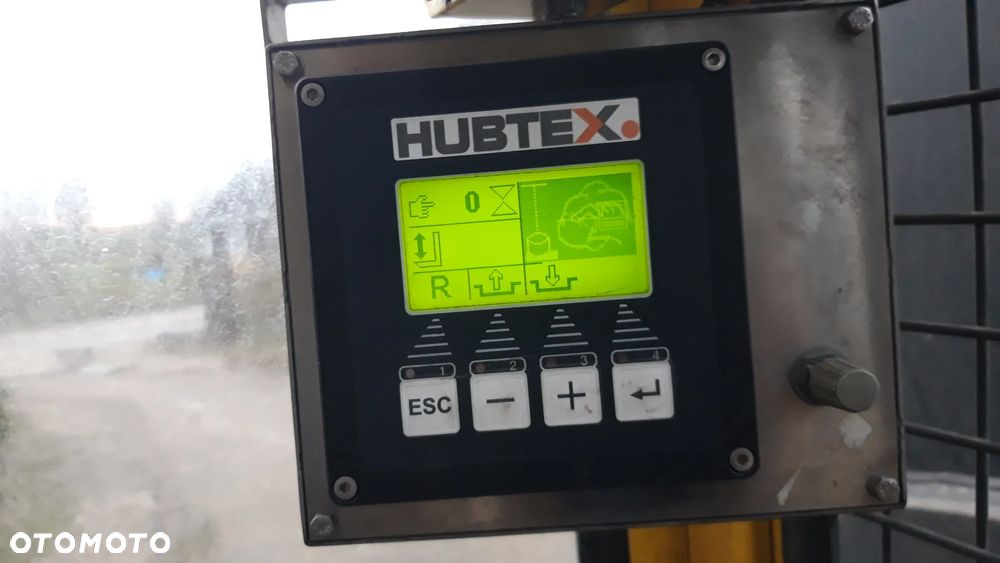 HUBTEX
0
R
1 2 3 4
ESC − +
OTOMOTO